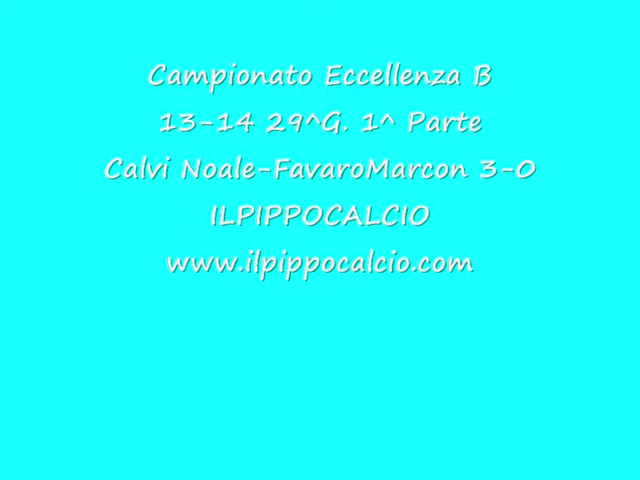 Campionato Eccellenza B
13-14 29^G. 1^ Parte
Calvi Noale-FavaroMarcon 3-0
ILPIPPOCALCIO
www.ilpippocalcio.com